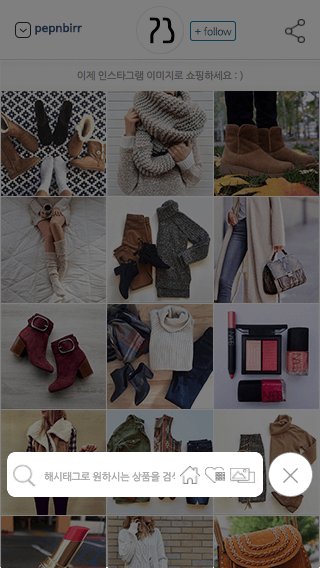 pepnbirr
+ follow
이제 인스타그램 이미지로 쇼핑하세요 : )
해시태그로 원하시는 상품을 검색